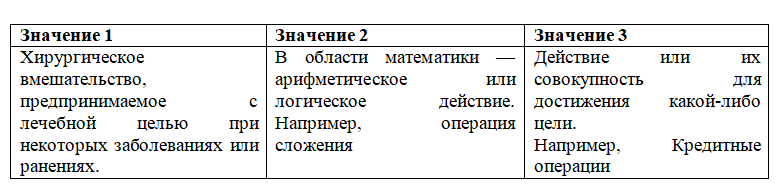 Значение 1
Хирургическое
вмешательство,
предпринимаемое с
лечебной целью при
некоторых заболеваниях или
ранениях.
Значение 2
В области математики —
арифметическое или
логическое действие.
Например, операция
сложения
Значение 3
Действие или их
совокупность для
достижения какой-либо
цели.
Например, Кредитные
операции